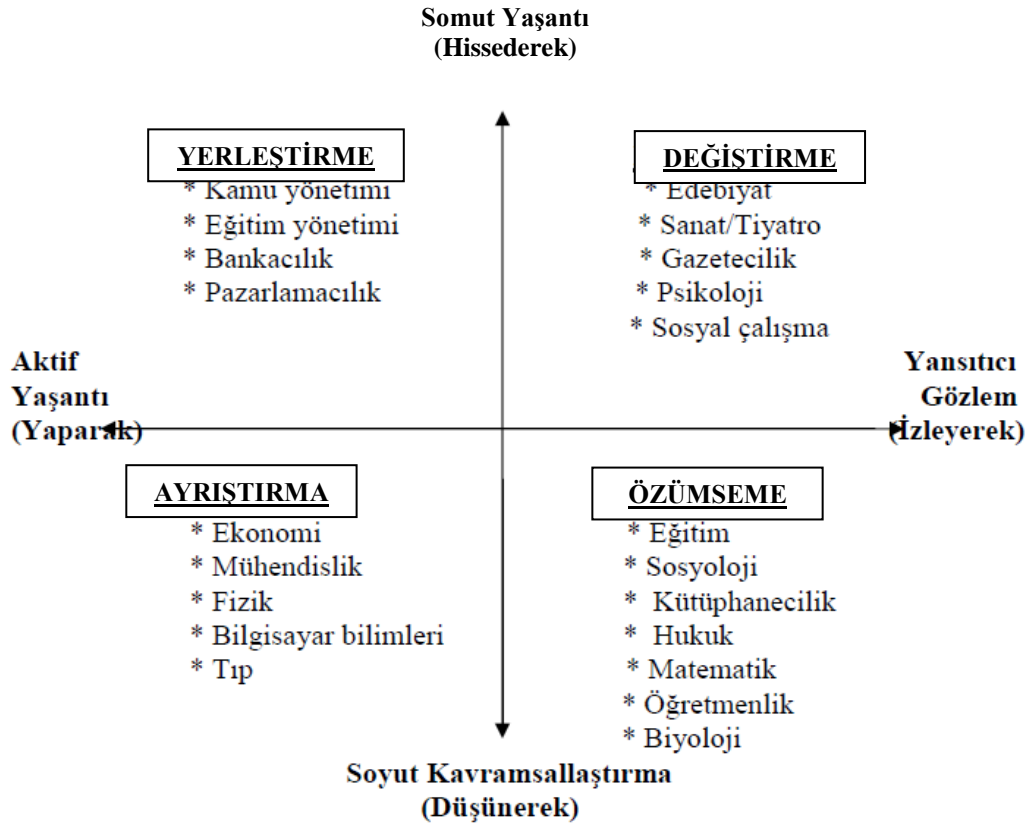 Somut Yaşantı
(Hissederek)
YERLEŞTİRME
* Kamu yönetimi
* Eğitim yönetimi
* Bankacılık
* Pazarlamacılık
DEĞİŞTİRME
* Edebiyat
* Sanat/Tiyatro
* Gazetecilik
* Psikoloji
* Sosyal çalışma
Aktif
Yaşantı
(Yaparak)
Yansıtıcı
Gözlem
(İzleyerek)
AYRIŞTIRMA
* Ekonomi
* Mühendislik
* Fizik
* Bilgisayar bilimleri
* Tıp
ÖZÜMSEME
* Eğitim
* Sosyoloji
* Kütüphanecilik
* Hukuk
* Matematik
* Öğretmenlik
* Biyoloji
Soyut Kavramsallaştırma
(Düşünerek)